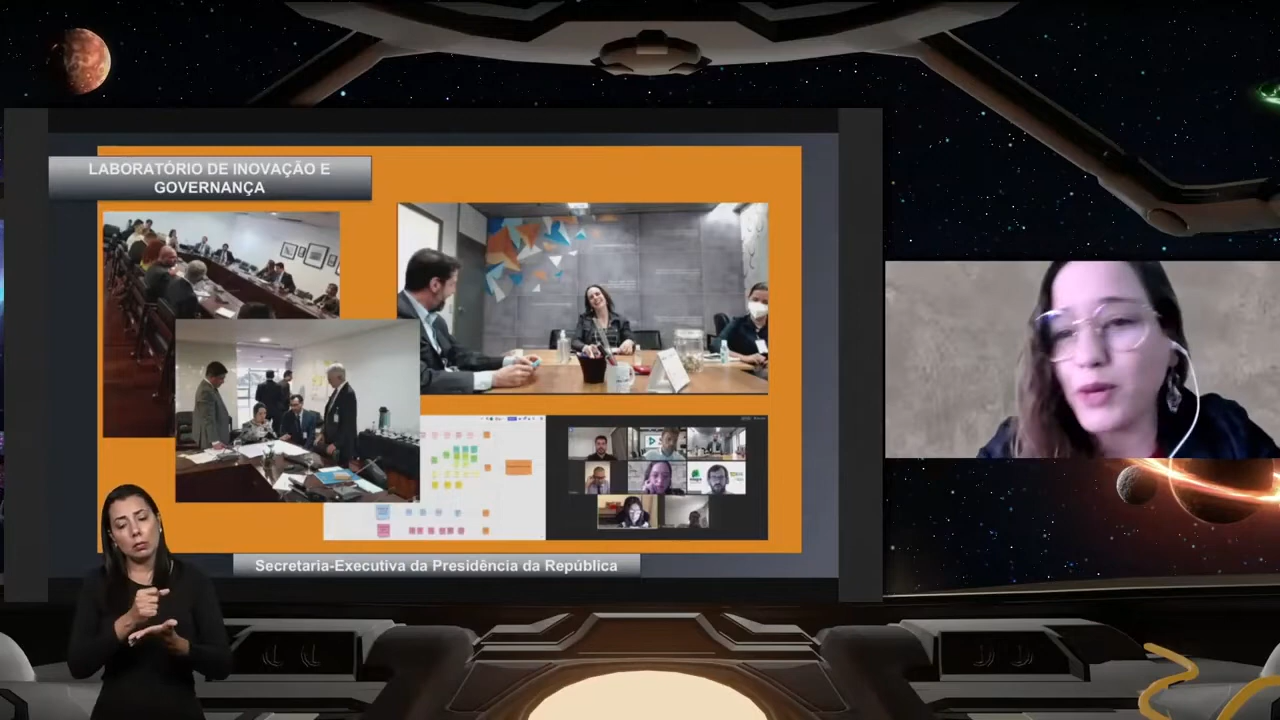 LABORATÓRIO DE INOVAÇÃO E
GOVERNANÇA
Secretaria-Executiva da Presidência da República